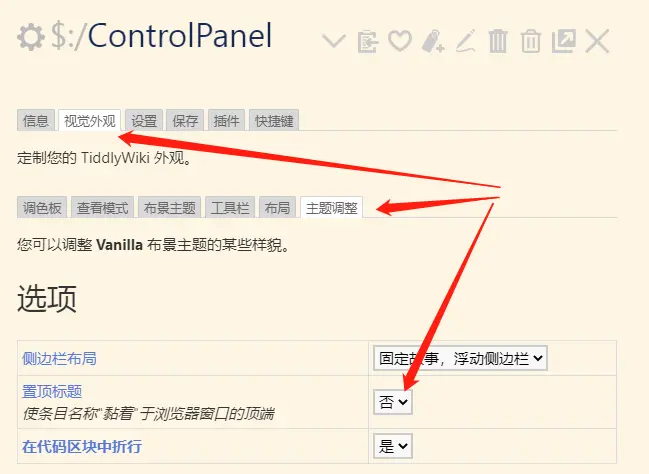 $:/ControlPanel
信息 视觉外观 设置 保存 插件 快捷键
定制您的 TiddlyWiki 外观。
调色板 查看模式 布景主题 工具栏 布局 主题调整
您可以调整 Vanilla 布景主题的某些样貌。
选项
侧边栏布局 固定故事，浮动侧边栏
置顶标题
使条目名称“黏着”于浏览器窗口的顶端
否
在代码区块中折行 是